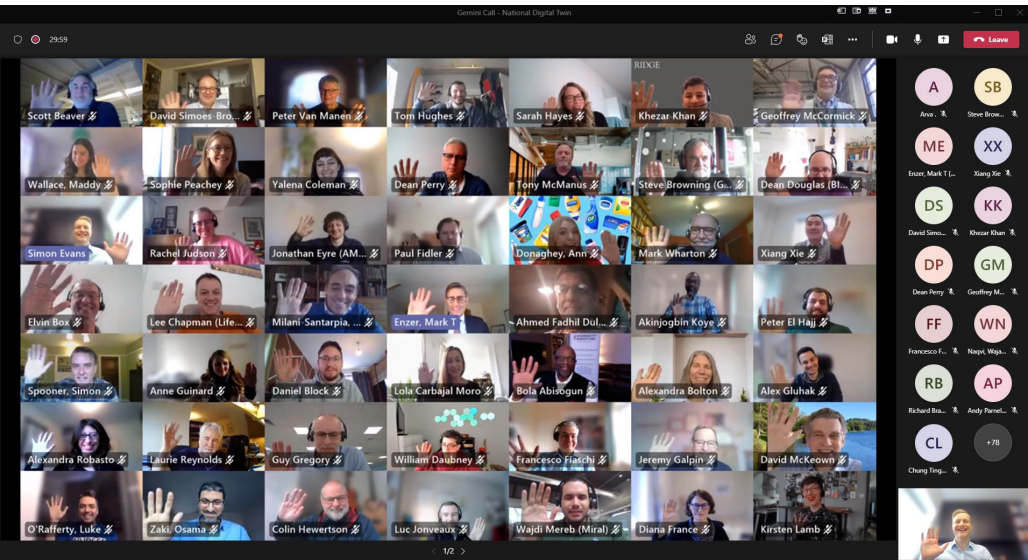 Gemini Call - National Digital Twin
29:59
Leave
Scott Beaver
David Simoes-Bro...
Peter Van Manen
Tom Hughes
Sarah Hayes
RIDGE
Khezar Khan
Geoffrey McCormick
Wallace, Maddy
Sophie Peachey
Yalena Coleman
Dean Perry
Tony McManus
Steve Browning (G...
Dean Douglas (BI...
Simon Evans
Rachel Judson
Jonathan Eyre (AM...
Paul Fidler
Donaghey, Ann
Mark Wharton
Xiang Xie
Elvin Box
Lee Chapman (Life...
Milani-Santarpia, ...
Enzer, Mark T
Ahmed Fadhil Dul...
Akinjogbin Koye
Peter El Hajj
Spooner, Simon
Anne Guinard
Daniel Block
Lola Carbajal Moro
Bola Abisogun
Alexandra Bolton
Alex Gluhak
Alexandra Robasto
Laurie Reynolds
Guy Gregory
William Daubney
Francesco Fiaschi
Jeremy Galpin
David McKeown
O'Rafferty, Luke
Zaki, Osama
Colin Hewertson
Luc Jonveaux
Wajdi Mereb (Miral)
Diana France
Kirsten Lamb
1/2
A
SB
Arva .
Steve Brow...
ME
XX
Enzer, Mark T (...
Xiang Xie
DS
KK
David Simo...
Khezar Khan
DP
GM
Dean Perry
Geoffrey M...
FF
WN
Francesco F...
Naqvi, Waja...
RB
AP
Richard Bra...
Andy Parnel...
CL
+78
Chung Ting...